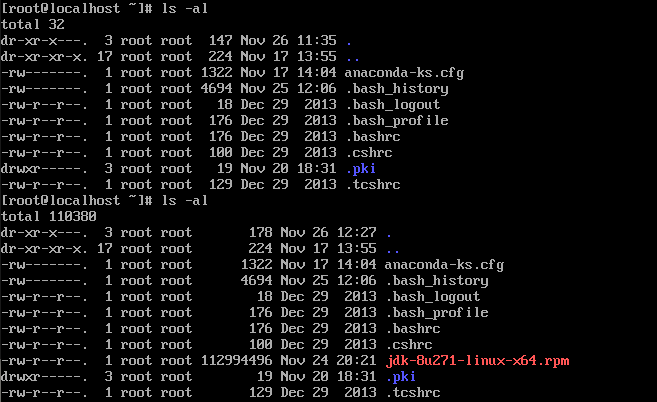 [root@localhost ~]# ls -al
total 32
dr-xr-x---.  3 root root  147 Nov 26 11:35 .
dr-xr-xr-x. 17 root root  224 Nov 17 13:55 ..
-rw-------.  1 root root 1322 Nov 17 14:04 anaconda-ks.cfg
-rw-------.  1 root root 4694 Nov 25 12:06 .bash_history
-rw-r--r--.  1 root root   18 Dec 29  2013 .bash_logout
-rw-r--r--.  1 root root  176 Dec 29  2013 .bash_profile
-rw-r--r--.  1 root root  176 Dec 29  2013 .bashrc
-rw-r--r--.  1 root root  100 Dec 29  2013 .cshrc
drwxr-----.  3 root root   19 Nov 20 18:31 .pki
-rw-r--r--.  1 root root  129 Dec 29  2013 .tcshrc
[root@localhost ~]# ls -al
total 110380
dr-xr-x---.  3 root root       178 Nov 26 12:27 .
dr-xr-xr-x. 17 root root       224 Nov 17 13:55 ..
-rw-------.  1 root root      1322 Nov 17 14:04 anaconda-ks.cfg
-rw-------.  1 root root      4694 Nov 25 12:06 .bash_history
-rw-r--r--.  1 root root        18 Dec 29  2013 .bash_logout
-rw-r--r--.  1 root root       176 Dec 29  2013 .bash_profile
-rw-r--r--.  1 root root       176 Dec 29  2013 .bashrc
-rw-r--r--.  1 root root       100 Dec 29  2013 .cshrc
-rw-r--r--.  1 root root 112994496 Nov 24 20:21 jdk-8u271-linux-x64.rpm
drwxr-----.  3 root root        19 Nov 20 18:31 .pki
-rw-r--r--.  1 root root       129 Dec 29  2013 .tcshrc